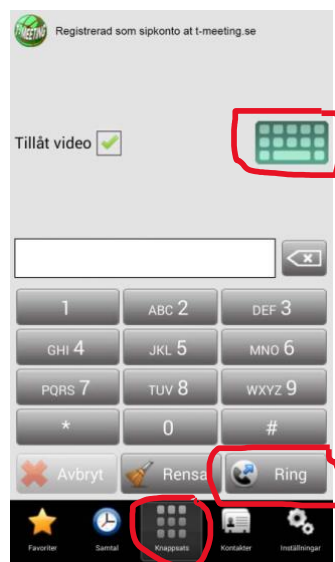 T-MEETING
Registrerad som sipkonto at t-meeting.se
Tillåt video
1
ABC 2
DEF 3
GHI 4
JKL 5
MNO 6
PQRS 7
TUV 8
WXYZ 9
*
0
#
Avbryt
Rensa
Ring
Favoriter
Samtal
Knappsats
Kontakter
Inställningar